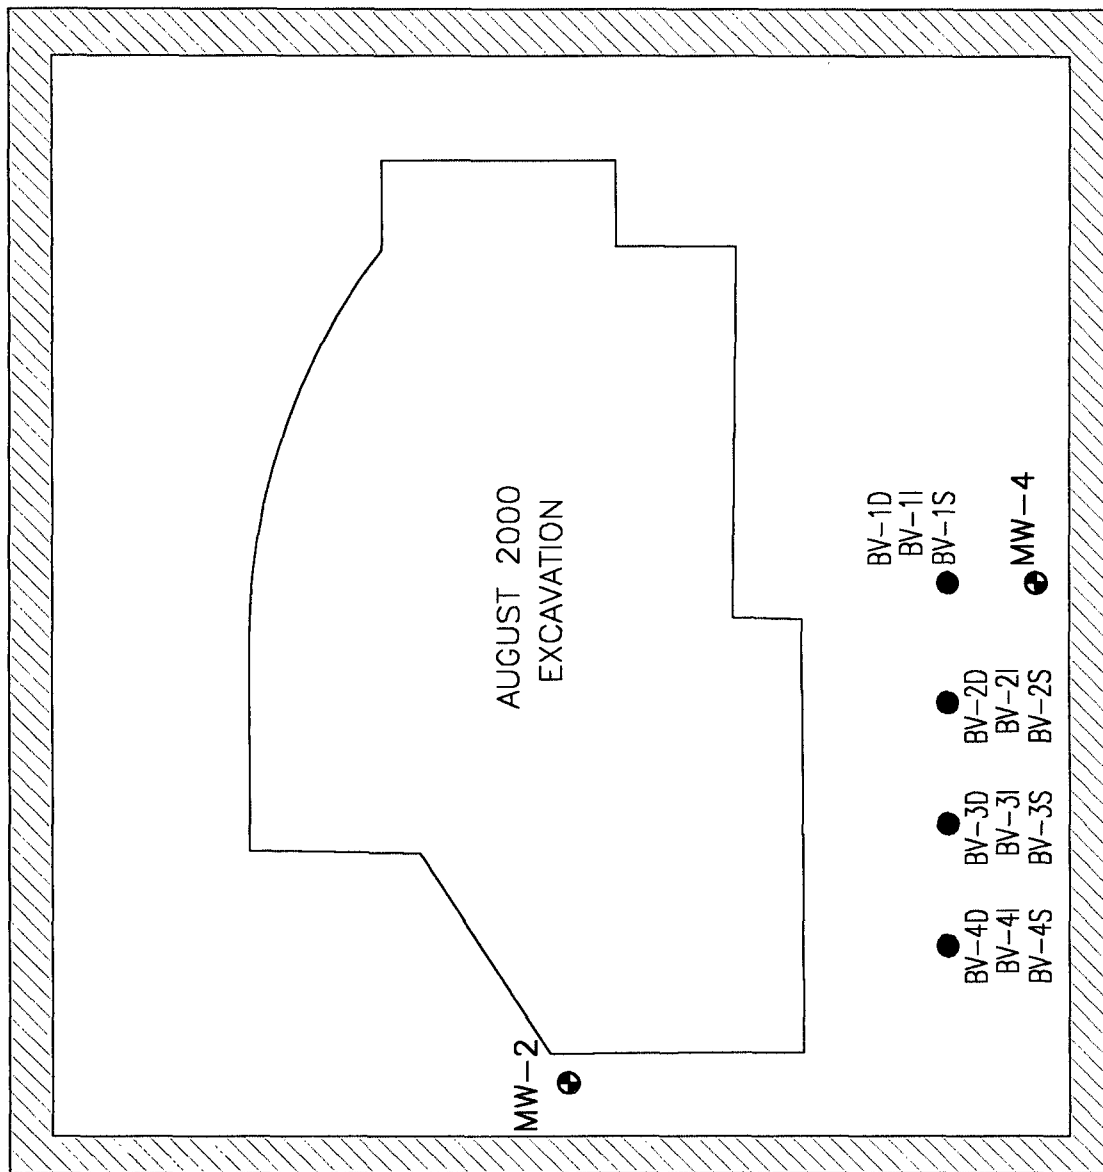 AUGUST 2000
EXCAVATION
MW-2
BV-4D
BV-4I
BV-4S
BV-3D
BV-3I
BV-3S
BV-2D
BV-2I
BV-2S
BV-1D
BV-1I
BV-1S
MW-4